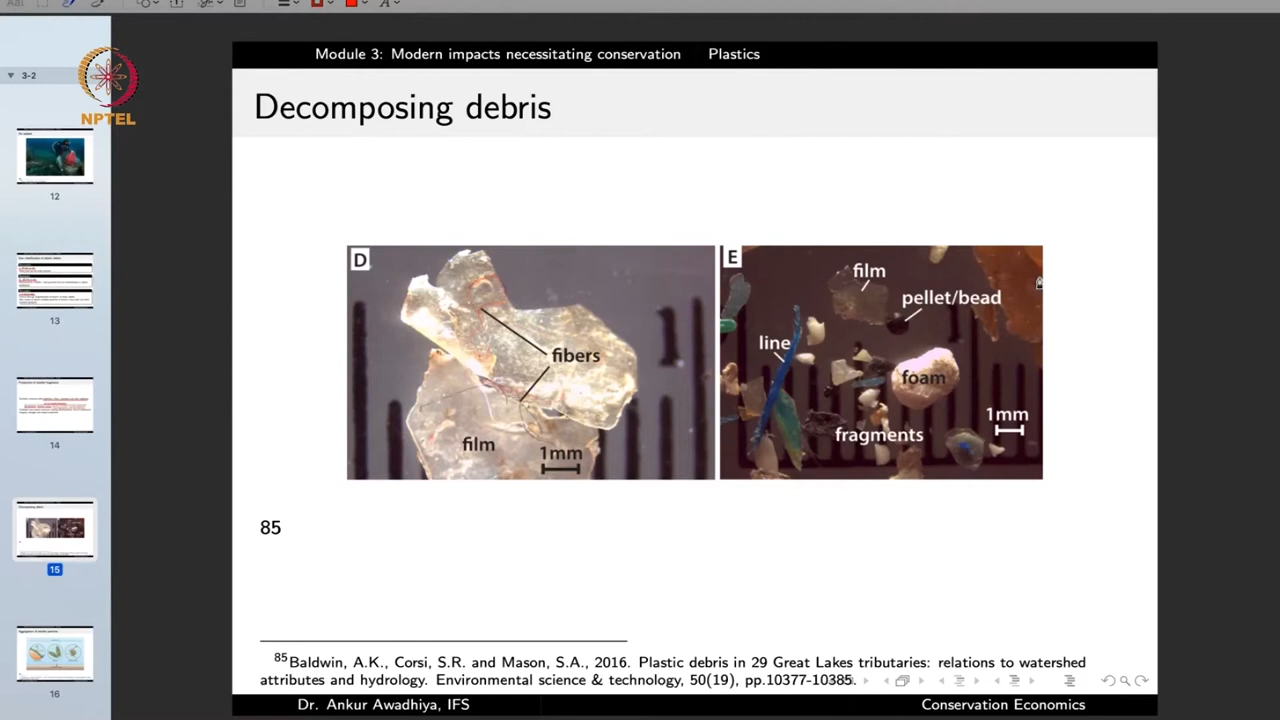 3-2
NPTEL
12
13
14
15
16
Module 3: Modern impacts necessitating conservation Plastics
Decomposing debris
D
fibers
film
1mm
E
film
pellet/bead
line
foam
1mm
fragments
85
85Baldwin, A.K., Corsi, S.R. and Mason, S.A., 2016. Plastic debris in 29 Great Lakes tributaries: relations to watershed
attributes and hydrology. Environmental science & technology, 50(19), pp.10377-10385.
Dr. Ankur Awadhiya, IFS Conservation Economics